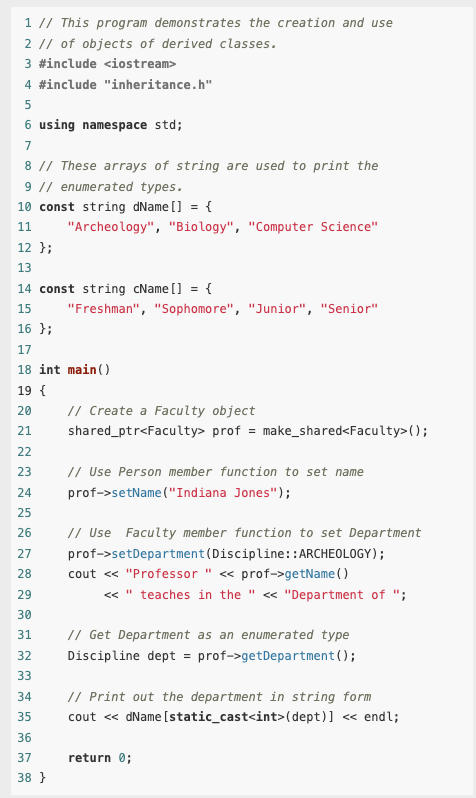 1 // This program demonstrates the creation and use
2 // of objects of derived classes.
3 #include <iostream>
4 #include "inheritance.h"
5
6 using namespace std;
7
8 // These arrays of string are used to print the
9 // enumerated types.
10 const string dName[] = {
11     "Archeology", "Biology", "Computer Science"
12 };
13
14 const string cName[] = {
15     "Freshman", "Sophomore", "Junior", "Senior"
16 };
17
18 int main()
19 {
20     // Create a Faculty object
21     shared_ptr<Faculty> prof = make_shared<Faculty>();
22
23     // Use Person member function to set name
24     prof->setName("Indiana Jones");
25
26     // Use  Faculty member function to set Department
27     prof->setDepartment(Discipline::ARCHEOLOGY);
28     cout << "Professor " << prof->getName()
29          << " teaches in the " << "Department of ";
30
31     // Get Department as an enumerated type
32     Discipline dept = prof->getDepartment();
33
34     // Print out the department in string form
35     cout << dName[static_cast<int>(dept)] << endl;
36
37     return 0;
38 }